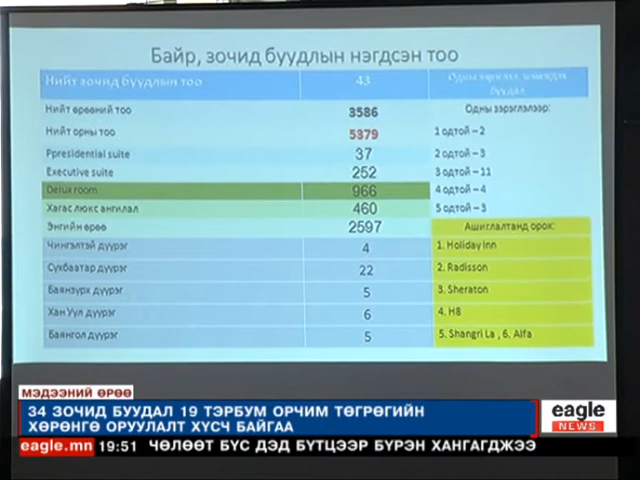 Байр, зочид буудлын нэгдсэн тоо
Нийт зочид буудлын тоо 43
Одны зэрэглэл
буудал
Нийт өрөөний тоо 3586 Одны зэрэглэлээр:
Нийт орны тоо 5379 1 одтой – 2
Ppresidential suite 37 2 одтой – 3
Executive suite 252 3 одтой – 11
Delux room 966 4 одтой – 4
Хагас люкс ангилал 460 5 одтой – 3
Энгийн өрөө 2597 Ашиглалтанд орох:
Чингэлтэй дүүрэг 4 1. Holiday Inn
Сүхбаатар дүүрэг 22 2. Radisson
Баянзүрх дүүрэг 5 3. Sheraton
Хан Уул дүүрэг 6 4. H8
Баянгол дүүрэг 5 5. Shangri La , 6. Alfa
МЭДЭЭНИЙ ӨРӨӨ
34 ЗОЧИД БУУДАЛ 19 ТЭРБУМ ОРЧИМ ТӨГРӨГИЙН
ХӨРӨНГӨ ОРУУЛАЛТ ХҮСЧ БАЙГАА
eagle
NEWS
eagle.mn 19:51 ЧӨЛӨӨТ БҮС ДЭД БҮТЦЭЭР БҮРЭН ХАНГАГДЖЭЭ